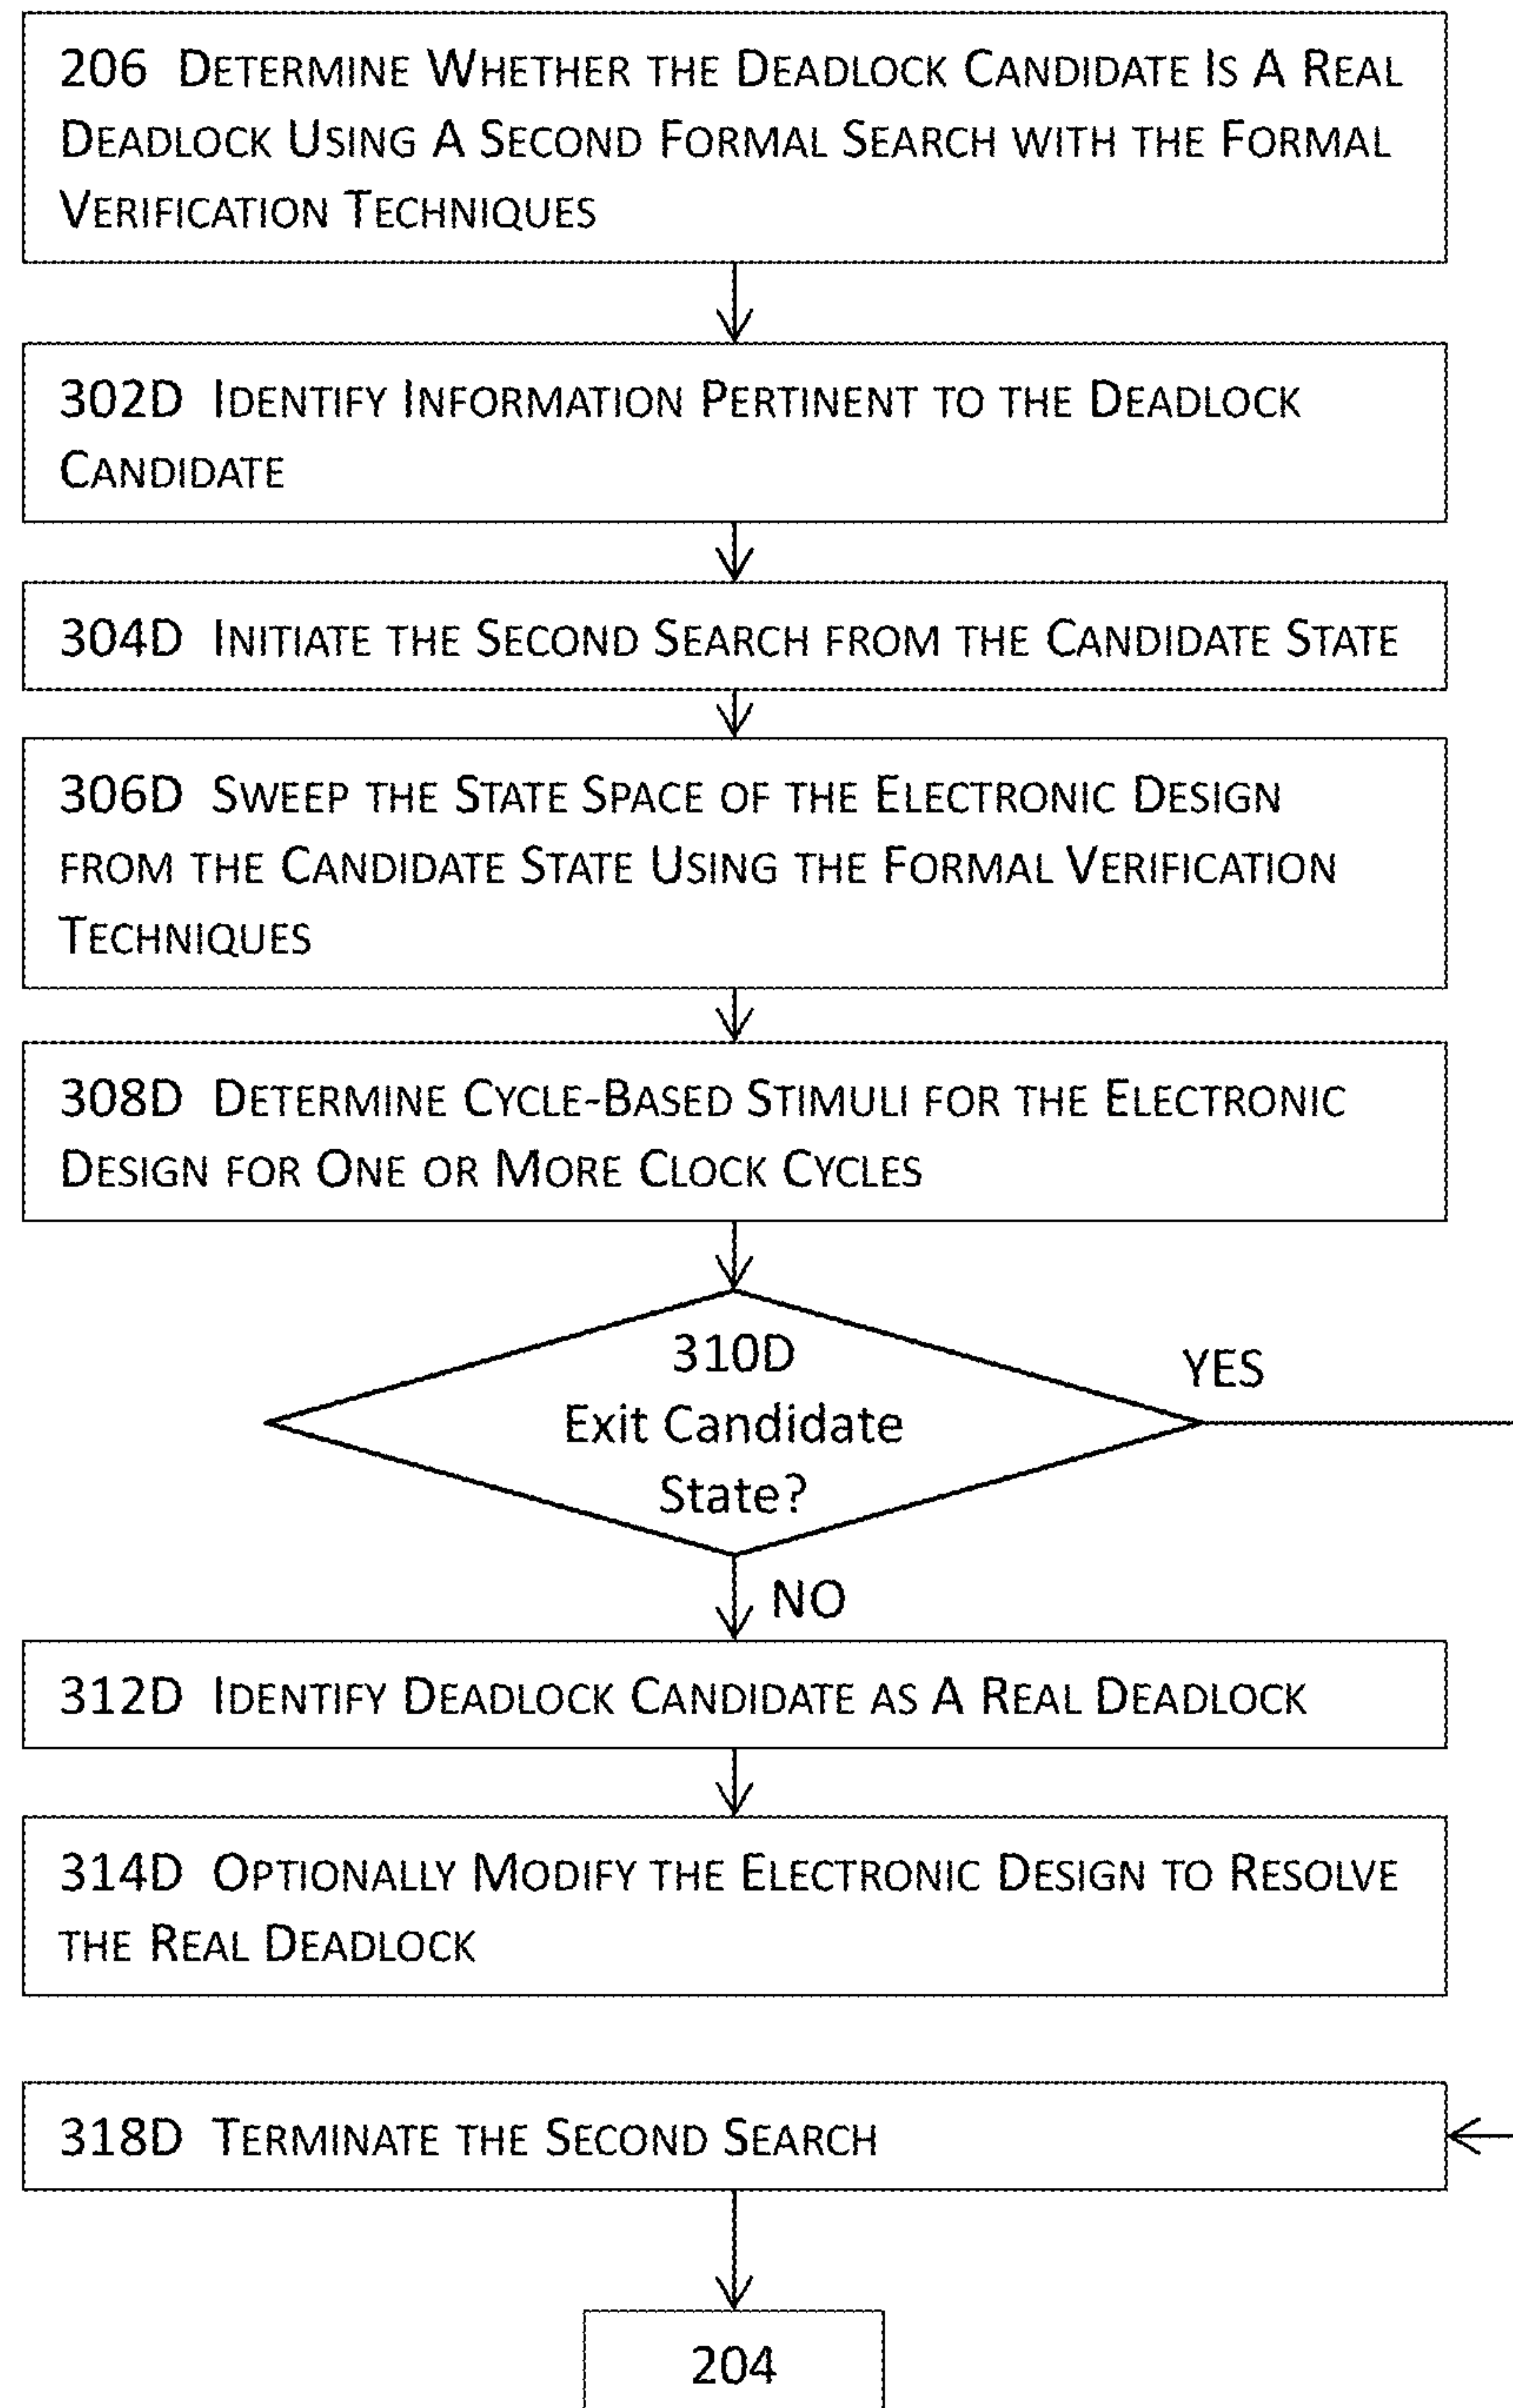 206 Determine Whether the Deadlock Candidate Is A Real
Deadlock Using A Second Formal Search with the Formal
Verification Techniques
302D Identify Information Pertinent to the Deadlock
Candidate
304D Initiate the Second Search from the Candidate State
306D Sweep the State Space of the Electronic Design
from the Candidate State Using the Formal Verification
Techniques
308D Determine Cycle-Based Stimuli for the Electronic
Design for One or More Clock Cycles
310D
Exit Candidate
State?
YES
NO
312D Identify Deadlock Candidate as A Real Deadlock
314D Optionally Modify the Electronic Design to Resolve
the Real Deadlock
318D Terminate the Second Search
204